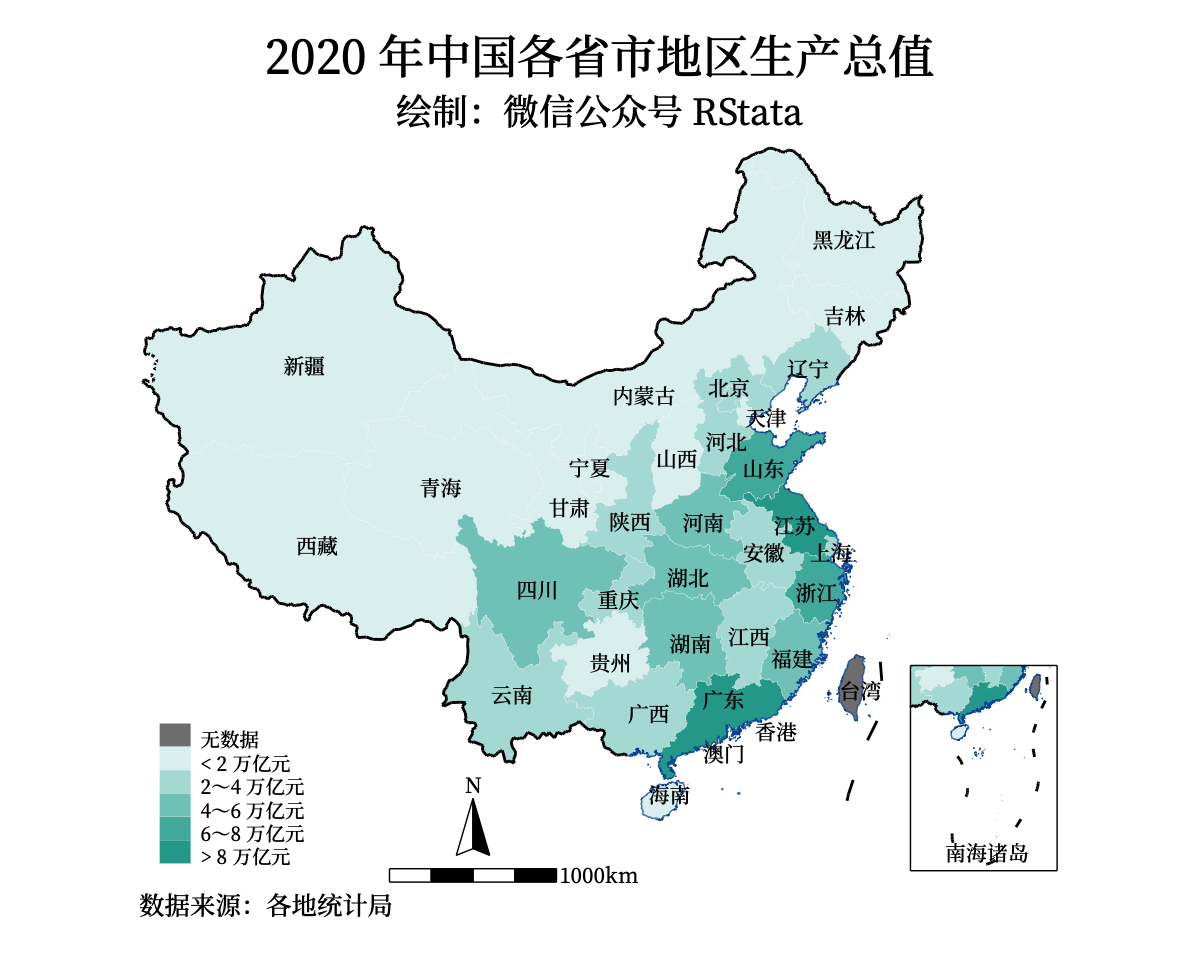 2020 年中国各省市地区生产总值
绘制：微信公众号 RStata
黑龙江
吉林
新疆
辽宁
北京
内蒙古
天津
河北
山西
宁夏
山东
青海
甘肃
陕西
河南
江苏
西藏
安徽
上海
湖北
四川
浙江
重庆
江西
湖南
福建
贵州
台湾
云南
广东
广西
香港
澳门
海南
无数据
< 2 万亿元
2～4 万亿元
4～6 万亿元
6～8 万亿元
> 8 万亿元
N
1000km
南海诸岛
数据来源：各地统计局